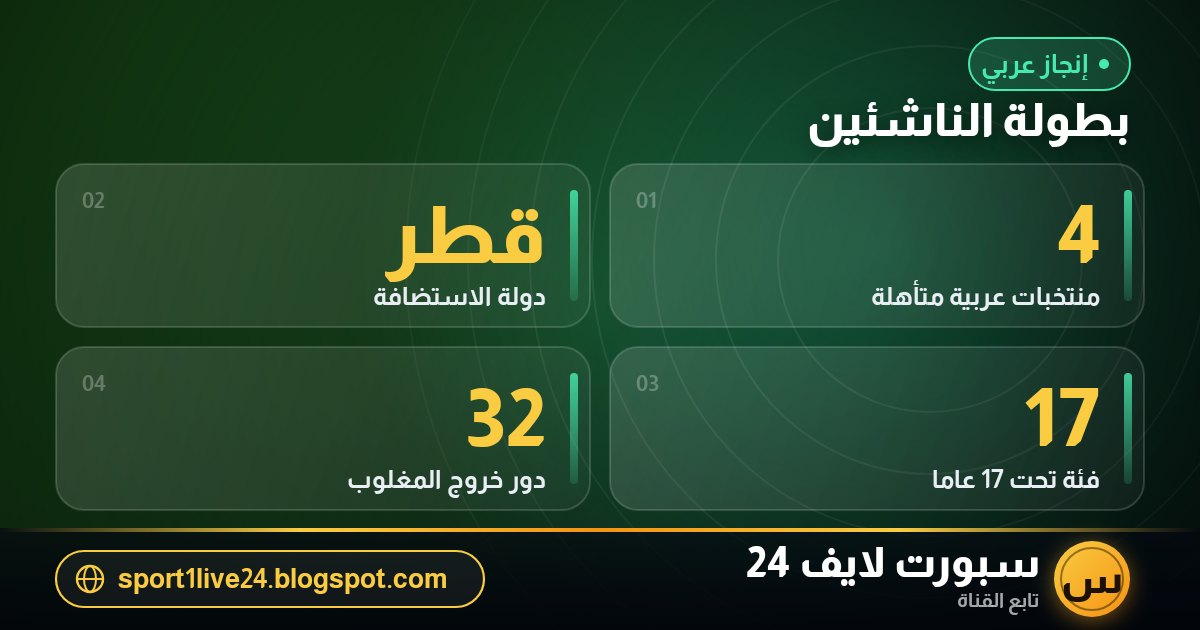 إنجاز عربي
بطولة الناشئين
01
4
منتخبات عربية متأهلة
02
قطر
دولة الاستضافة
03
17
فئة تحت 17 عاما
04
32
دور خروج المغلوب
س
سبورت لايف 24
تابع القناة
sport1live24.blogspot.com